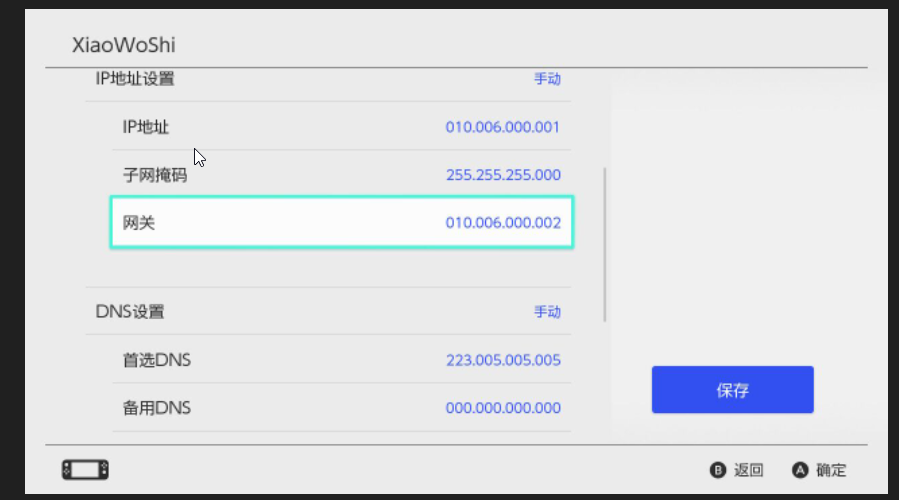 XiaoWoShi
IP地址设置 手动
IP地址 010.006.000.001
子网掩码 255.255.255.000
网关 010.006.000.002
DNS设置 手动
首选DNS 223.005.005.005
备用DNS 000.000.000.000
保存
B 返回 A 确定